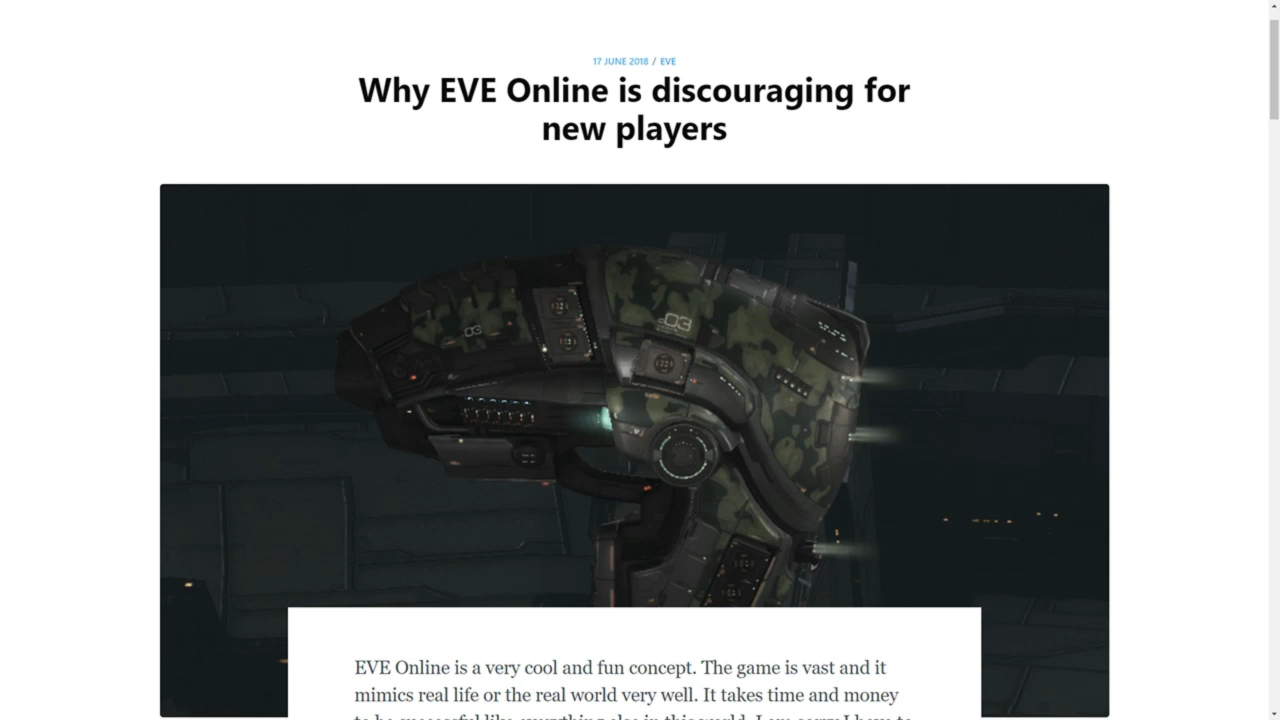 17 JUNE 2018 / EVE
Why EVE Online is discouraging for
new players
03
03
EVE Online is a very cool and fun concept. The game is vast and it
mimics real life or the real world very well. It takes time and money